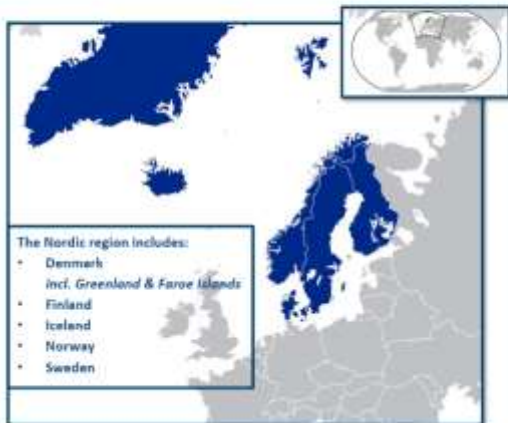 The Nordic region includes:
• Denmark
incl. Greenland & Faroe Islands
• Finland
• Iceland
• Norway
• Sweden